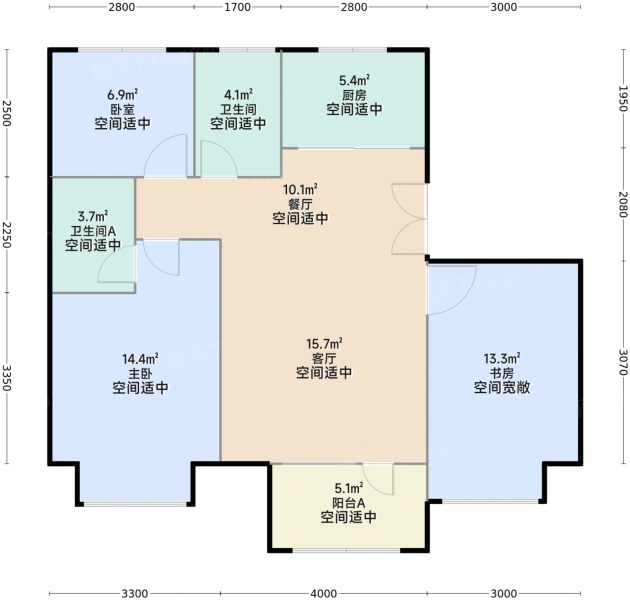 2800 1700 2800 3000
2500
2250
3350
1950
2080
3070
6.9㎡
卧室
空间适中
4.1㎡
卫生间
空间适中
5.4㎡
厨房
空间适中
10.1㎡
餐厅
空间适中
3.7㎡
卫生间A
空间适中
14.4㎡
主卧
空间适中
15.7㎡
客厅
空间适中
13.3㎡
书房
空间宽敞
5.1㎡
阳台A
空间适中
3300 4000 3000